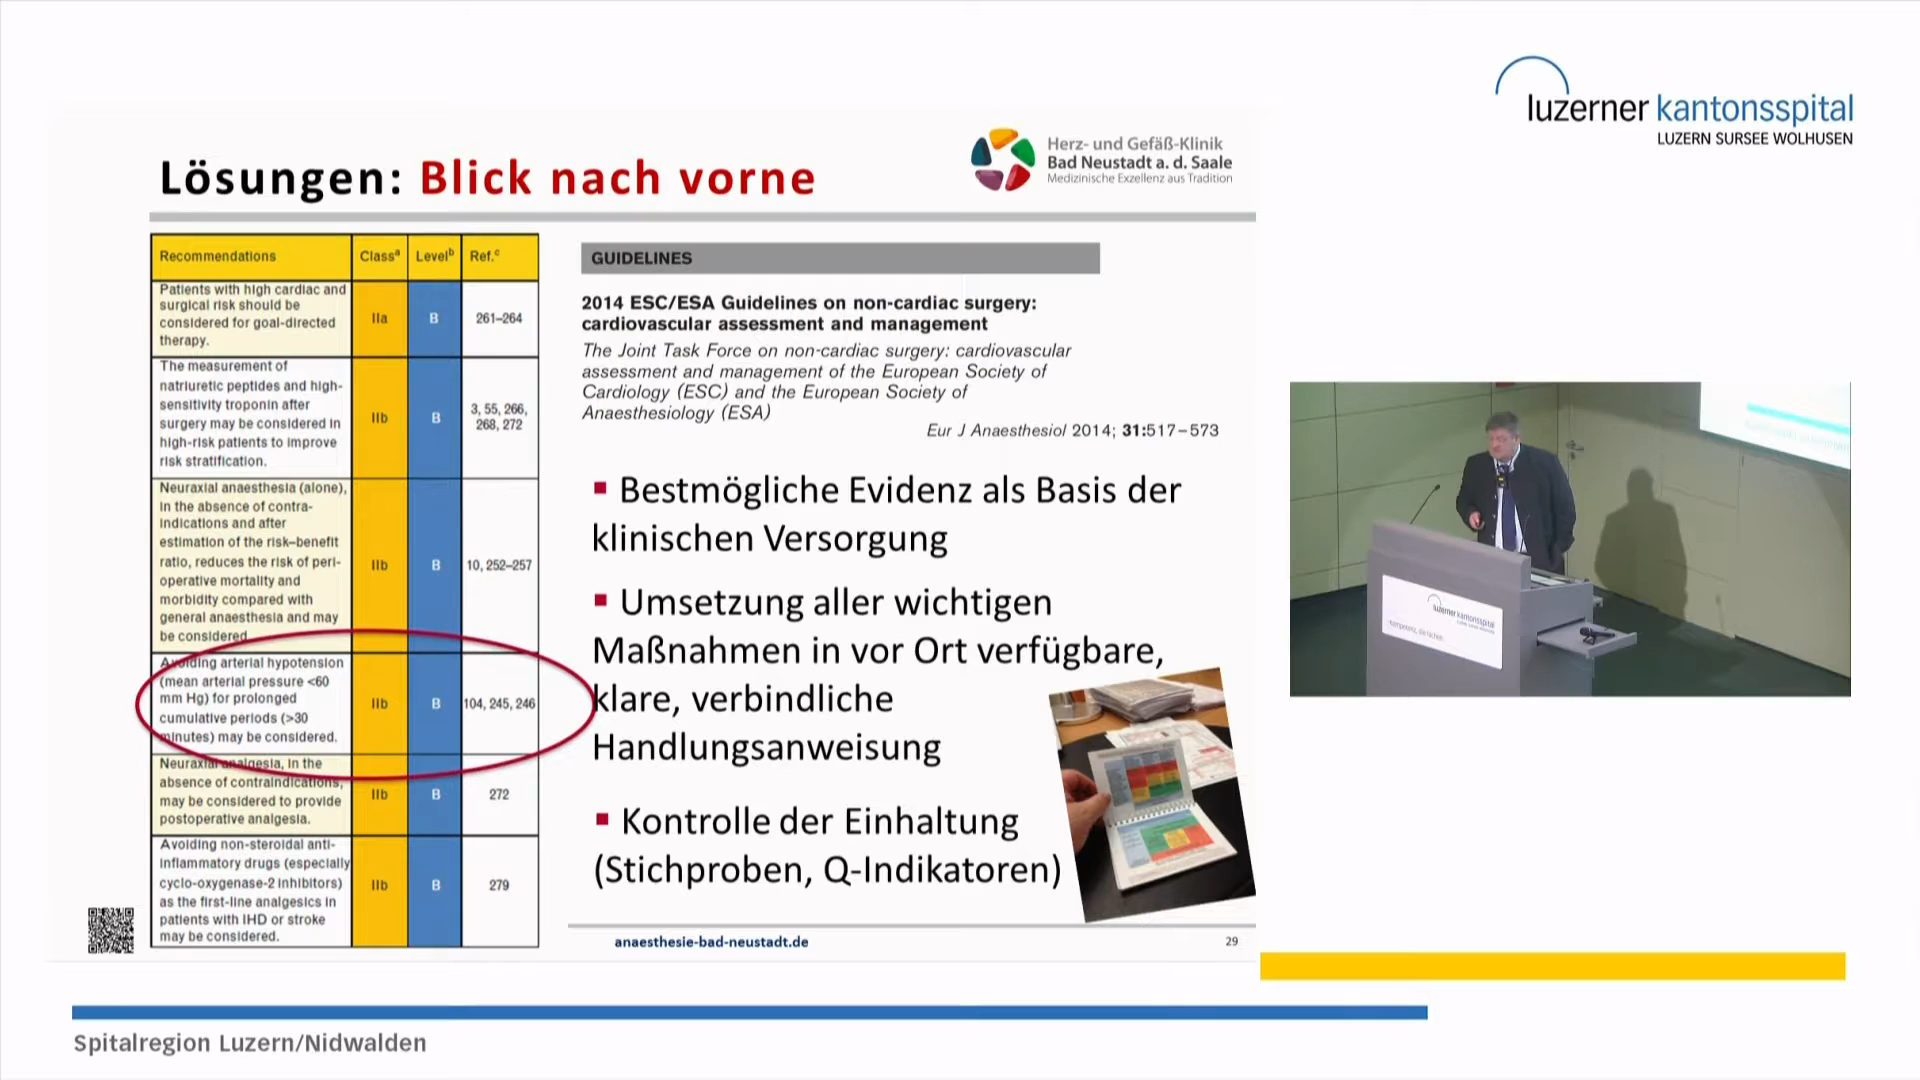 luzerner kantonsspital
LUZERN SURSEE WOLHUSEN
Lösungen: Blick nach vorne
Herz- und Gefäß-Klinik
Bad Neustadt a. d. Saale
Medizinische Exzellenz aus Tradition
Recommendations Classᵃ Levelᵇ Ref.ᶜ
Patients with high cardiac and
surgical risk should be
considered for goal-directed
therapy.
IIa B 261–264
The measurement of
natriuretic peptides and high-
sensitivity troponin after
surgery may be considered in
high-risk patients to improve
risk stratification.
IIb B 3, 55, 266,
268, 272
Neuraxial anaesthesia (alone),
in the absence of contra-
indications and after
estimation of the risk–benefit
ratio, reduces the risk of peri-
operative mortality and
morbidity compared with
general anaesthesia and may
be considered
IIb B 10, 252–257
Avoiding arterial hypotension
(mean arterial pressure <60
mm Hg) for prolonged
cumulative periods (>30
minutes) may be considered.
IIb B 104, 245, 246
Neuraxial analgesia, in the
absence of contraindications,
may be considered to provide
postoperative analgesia.
IIb B 272
Avoiding non-steroidal anti-
inflammatory drugs (especially
cyclo-oxygenase-2 inhibitors)
as the first-line analgesics in
patients with IHD or stroke
may be considered.
IIb B 279
GUIDELINES
2014 ESC/ESA Guidelines on non-cardiac surgery:
cardiovascular assessment and management
The Joint Task Force on non-cardiac surgery: cardiovascular
assessment and management of the European Society of
Cardiology (ESC) and the European Society of
Anaesthesiology (ESA)
Eur J Anaesthesiol 2014; 31:517–573
▪ Bestmögliche Evidenz als Basis der
klinischen Versorgung
▪ Umsetzung aller wichtigen
Maßnahmen in vor Ort verfügbare,
klare, verbindliche
Handlungsanweisung
▪ Kontrolle der Einhaltung
(Stichproben, Q-Indikatoren)
anaesthesie-bad-neustadt.de
29
luzerner kantonsspital
Spitalregion Luzern/Nidwalden